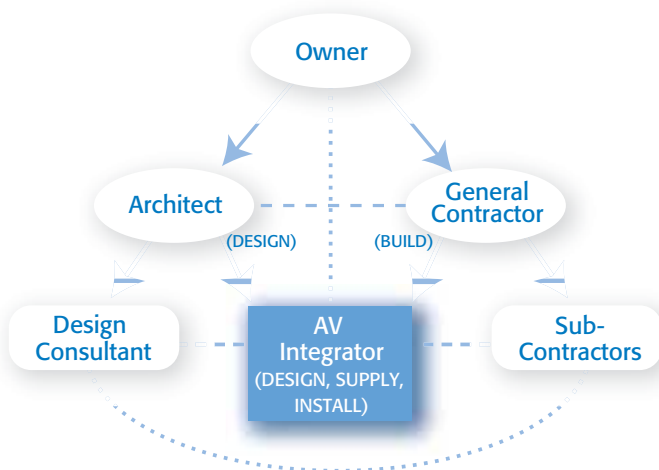 Owner
Architect
General
Contractor
(DESIGN)
(BUILD)
Design
Consultant
AV
Integrator
(DESIGN, SUPPLY,
INSTALL)
Sub-
Contractors